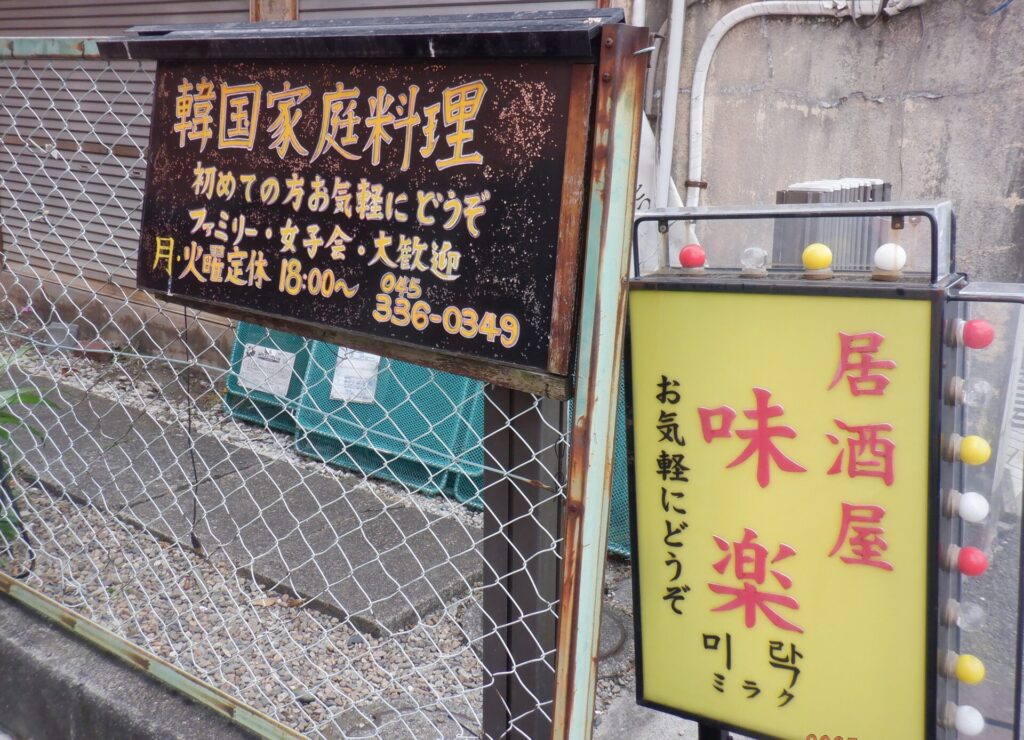 韓国家庭料理
初めての方お気軽にどうぞ
ファミリー・女子会・大歓迎
月・火曜定休 18:00～ 045
336-0349
居酒屋
味楽
お気軽にどうぞ
미락
ミラク